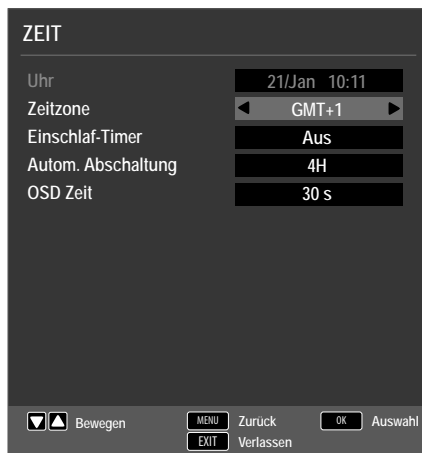 ZEIT
Uhr 21/Jan 10:11
Zeitzone GMT+1
Einschlaf-Timer Aus
Autom. Abschaltung 4H
OSD Zeit 30 s
Bewegen MENU Zurück OK Auswahl
EXIT Verlassen